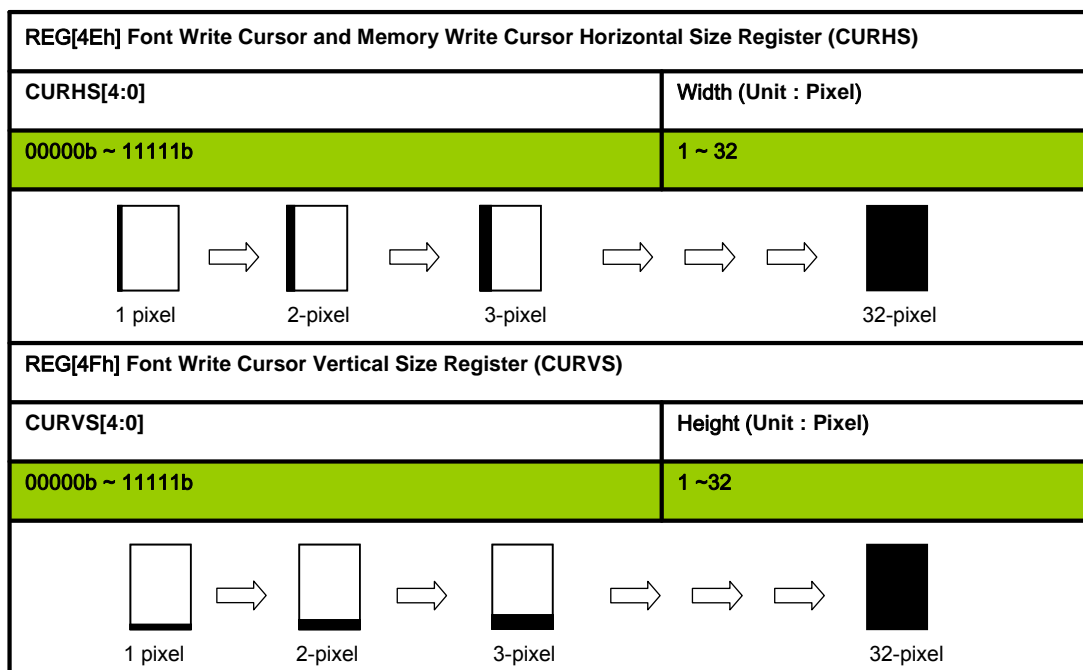 REG[4Eh] Font Write Cursor and Memory Write Cursor Horizontal Size Register (CURHS)
CURHS[4:0] Width (Unit : Pixel)
00000b ~ 11111b 1 ~ 32
1 pixel 2-pixel 3-pixel 32-pixel
REG[4Fh] Font Write Cursor Vertical Size Register (CURVS)
CURVS[4:0] Height (Unit : Pixel)
00000b ~ 11111b 1 ~32
1 pixel 2-pixel 3-pixel 32-pixel